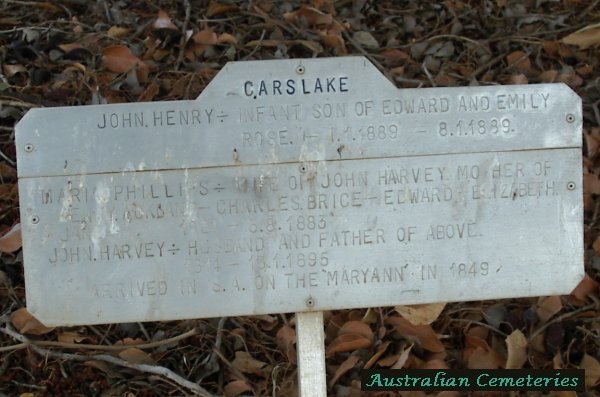 CARSLAKE
JOHN.HENRY ÷ INFANT SON OF EDWARD AND EMILY
ROSE. 1.1.1889 — 8.1.1889.
MARIA PHILLIPS ÷ WIFE OF JOHN HARVEY. MOTHER OF
CHARLES. BRICE — EDWARD. ELIZABETH.
8.1883
JOHN.HARVEY ÷ HUSBAND AND FATHER OF ABOVE.
1814 — 18.1.1895
ARRIVED IN S.A. ON THE "MARYANN" IN 1849
Australian Cemeteries